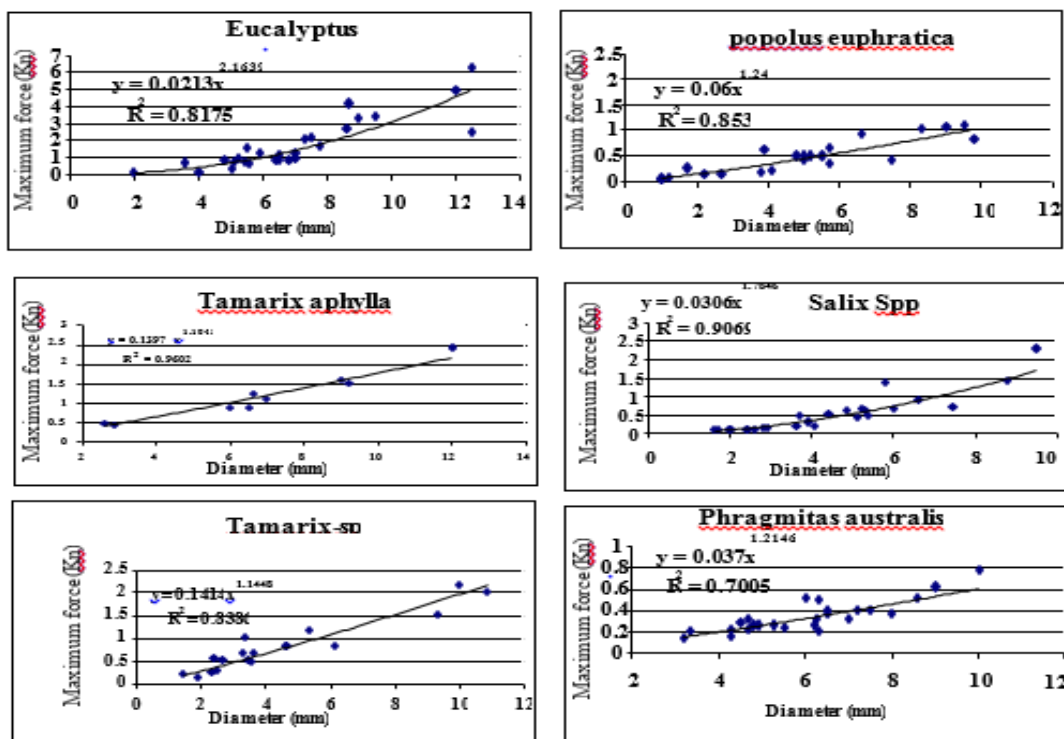 Eucalyptus
Maximum force (Kn)
7
6
5
4
3
2
1
0
y = 0.0213x
R² = 0.8175
0 2 4 6 8 10 12 14
Diameter (mm)
popolus euphratica
Maximum force (Kn)
2.5
2
1.5
1
0.5
0
1.24
y = 0.06x
R² = 0.853
0 2 4 6 8 10 12
Diameter (mm)
Tamarix aphylla
Maximum force (Kn)
2.5
2
1.5
1
0.5
0
R² = 0.9602
2 4 6 8 10 12 14
Diameter (mm)
Salix Spp
Maximum force (Kn)
3
2.5
2
1.5
1
0.5
0
y = 0.0306x
R² = 0.9069
0 2 4 6 8 10
Diameter (mm)
Maximum force (Kn)
2.5
2
1.5
1
0.5
0
Diameter (mm)
0 2 4 6 8 10 12
Phragmitas australis
Maximum force (Kn)
1
0.8
0.6
0.4
0.2
0
1.2146
y = 0.037x
R² = 0.7005
2 4 6 8 10 12
Diameter (mm)